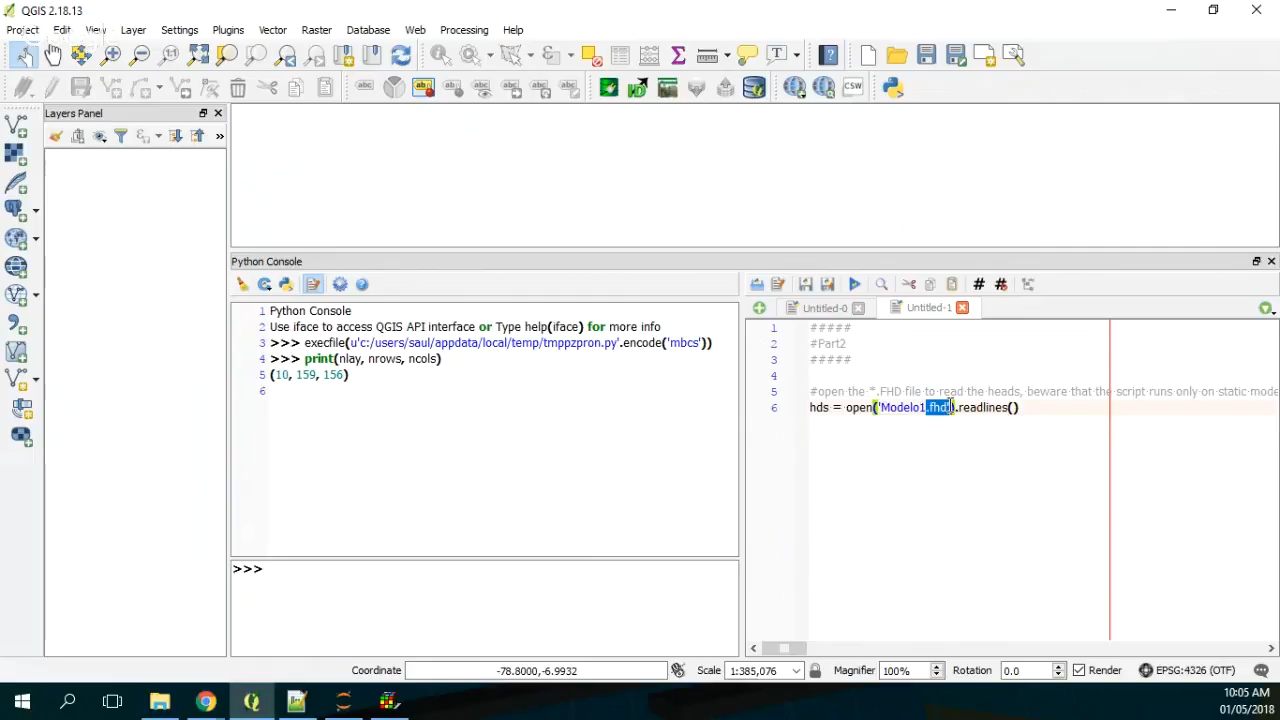 QGIS 2.18.13
Project Edit View Layer Settings Plugins Vector Raster Database Web Processing Help
CSW
Layers Panel
»
Python Console
Untitled-0 Untitled-1
1 Python Console
2 Use iface to access QGIS API interface or Type help(iface) for more info
3 >>> execfile(u'c:/users/saul/appdata/local/temp/tmppzpron.py'.encode('mbcs'))
4 >>> print(nlay, nrows, ncols)
5 (10, 159, 156)
6
>>>
1 #####
2 #Part2
3 #####
4
5 #open·the·*.FHD·file·to·read·the·heads,·beware·that·the·script·runs·only·on·static·mode
6 hds = open('Modelo1.fhd').readlines()
Coordinate -78.8000,-6.9932 Scale 1:385,076 Magnifier 100% Rotation 0.0 Render EPSG:4326 (OTF)
10:05 AM
01/05/2018